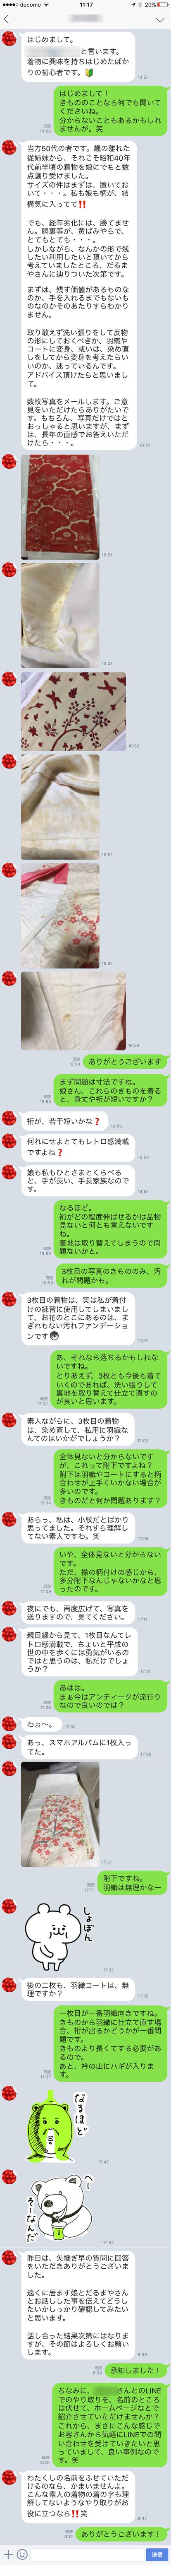 docomo 11:17 20%
はじめまして。
と言います。
着物に興味を持ちはじめたばか
りの初心者です。🔰
13:57
はじめまして！
きもののことなら何でも聞いて
くださいね。
分からないこともあるかもしれ
ませんが。笑
既読
14:05
当方50代の者です。歳の離れた
従姉妹から、それこそ昭和40年
代前半頃の着物を娘にでもと数
点譲り受けました。
サイズの件はまずは、置いてお
いて・・・。私も娘も柄が、結
構気に入ってて‼️
でも、経年劣化には、勝てませ
ん。胴裏等が、黄ばみやらで、
とてもとても・・・。
しかしながら、なんかの形で残
したい利用したいと頂いてから
考えていましたところ、だるま
やさんに辿りついた次第です。
まずは、残す価値があるものな
のか、手を入れるまでもないも
のなのかそのあたりすらわかり
ません。
取り敢えず洗い張りをして反物
の形にしておくべきか、羽織や
コートに変身、或いは、染め直
しをしてから変身を考えたらい
いのか、迷っているんです。
アドバイス頂けたらと思いまし
て。
数枚写真をメールします。ご意
見をいただけたらありがたいで
す。もちろん、写真だけではと
おっしゃると思いますが、まず
は、長年の直感でお答えいただ
けたら・・・。
16:51
16:51
16:51
16:52
16:52
16:52
16:52
ありがとうございます
既読
16:54
まず問題は寸法ですね。
娘さん、これらのきものを着る
と、身丈や裄が短いですか？
既読
16:55
裄が、若干短いかな❓
16:56
何れにせよとてもレトロ感満載
ですよね❓
16:56
娘も私もひとさまとくらべる
と、手が長い、手長家族なので
す。
16:57
なるほど。
裄がどの程度伸ばせるかは品物
見ないと何とも言えないです
ね。
裏地は取り替えてしまうので問
題ないかと。
既読
16:58
3枚目の写真のきもののみ、汚
れが問題かも。
既読
16:58
3枚目の着物は、実は私が着付
けの練習に使用してしまいまし
て、お花のとこにあるのは、ま
ぎれもない汚れファンデーショ
ンです
17:01
あ、それなら落ちるかもしれな
いですね。
とりあえず、3枚とも今後も着て
いくのであれば、洗い張りして
裏地を取り替えて仕立て直すの
が良いと思います。
既読
17:02
素人ながらに、3枚目の着物
は、染め直して、私用に羽織な
んてのはいかがでしょうか？
17:03
全体見ないと分からないです
が、これって附下ですよね？
附下は羽織やコートにすると柄
合わせが上手くいかない場合が
多いのです。
きものだと何か問題あります？
既読
17:04
あらっ、私は、小紋だとばかり
思ってました。それすら理解し
てない素人ですわ。笑
17:08
いや、全体見ないと分からない
です。
ただ、襟の柄付けの感じから、
多分附下なんじゃないかなと思
ったのです。
既読
17:09
夜にでも、再度広げて、写真を
送りますので、見てください。
17:11
親目線から見て、1枚目なんてレ
トロ感満載で、ちょいと平成の
世の中を歩くには勇気がいるの
ではと思うのは、私だけでしょ
うか？
17:14
あはは。
まぁ今はアンティークが流行り
なので良いのでは？
既読
17:26
わぉ〜。
17:30
あっ、スマホアルバムに1枚入っ
てた。
17:30
17:31
附下ですね。
羽織は無理かなー
既読
17:31
しょぼん
17:32
後の二枚も、羽織コートは、無
理ですか？
17:35
一枚目が一番羽織向きですね。
きものから羽織に仕立て直す場
合、裄が出るかどうかが一番問
題です。
きものより長くてする必要があ
るので。
あと、衿の山にハギが入りま
す。
既読
17:37
なるほど
17:47
へー
そーなんだ
17:47
昨日は、矢継ぎ早の質問に回答
をいただきありがとうございま
した。
遠くに居ます娘とだるまやさん
とお話しした事を伝えてどうし
たいかしっかり確認してみたい
と思います。
話し合った結果次第にはなりま
すが、その節はよろしくお願い
します。
8:58
承知しました！
既読
ちなみに、さんとのLINE
でのやり取りを、名前のところ
は伏せて、ホームページなどで
紹介させていただけませんか？
これから、まさにこんな感じで
お客さんから気軽にLINEでの問
い合わせを受けていきたいと思
っていまして、良い事例なので
す。笑
既読
わたくしの名前をふせていただ
けるのなら、かまいませんよ。
こんな素人の着物の着の字も理
解してないようなやり取りがお
役に立つなら‼️笑
ありがとうございます！
既読
送信